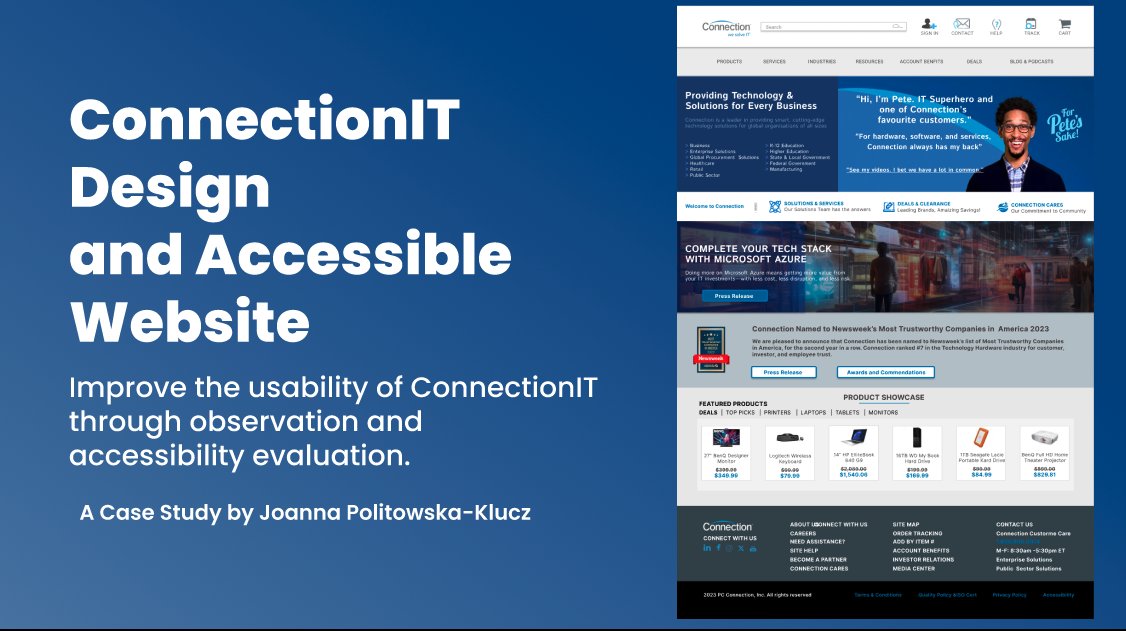 ConnectionIT
Design
and Accessible
Website
Improve the usability of ConnectionIT
through observation and
accessibility evaluation.
A Case Study by Joanna Politowska-Klucz
Connection
we solve IT
Search
SIGN IN
CONTACT
HELP
TRACK
CART
PRODUCTS
SERVICES
INDUSTRIES
RESOURCES
ACCOUNT BENFITS
DEALS
BLOG & PODCASTS
Providing Technology &
Solutions for Every Business
Connection is a leader in providing smart, cutting-edge
technology solutions for global organisations of all sizes
Business
Enterprise Solutions
Global Procurement Solutions
Healthcare
Retail
Public Sector
K-12 Education
Higher Education
State & Local Government
Federal Government
Manufacturing
"Hi, I'm Pete. IT Superhero and
one of Connection's
favourite customers."
"For hardware, software, and services,
Connection always has my back"
"See my videos. I bet we have a lot in common."
For
Pete's
Sake!
Welcome to Connection
SOLUTIONS & SERVICES
Our Solutions Team has the answers
DEALS & CLEARANCE
Leading Brands, Amaizing Savings!
CONNECTION CARES
Our Commitment to Community
COMPLETE YOUR TECH STACK
WITH MICROSOFT AZURE
Doing more on Microsoft Azure means getting more value from
your IT investments—with less cost, less disruption, and less risk.
Press Release
Newsweek
Connection Named to Newsweek's Most Trustworthy Companies in America 2023
We are pleased to announce that Connection has been named to Newsweek's list of Most Trustworthy Companies
in America, for the second year in a row. Connection ranked #7 in the Technology Hardware industry for customer,
investor, and employee trust.
Press Release
Awards and Commendations
PRODUCT SHOWCASE
FEATURED PRODUCTS
DEALS | TOP PICKS | PRINTERS | LAPTOPS | TABLETS | MONITORS
27" BenQ Designer
Monitor
$399.99
$349.99
Logitech Wireless
Keyboard
$99.99
$79.99
14" HP EliteBook
840 G9
$2,089.00
$1,540.06
16TB WD My Book
Hard Drive
$199.99
$169.99
1TB Seagate Lacie
Portable Kard Drive
$99.99
$84.99
BenQ Full HD Home
Theater Projector
$899.00
$829.81
Connection
CONNECT WITH US
ABOUT US
CONNECT WITH US
CAREERS
NEED ASSISTANCE?
SITE HELP
BECOME A PARTNER
CONNECTION CARES
SITE MAP
ORDER TRACKING
ADD BY ITEM #
ACCOUNT BENEFITS
INVESTOR RELATIONS
MEDIA CENTER
CONTACT US
Connection Custorme Care
M-F: 8:30am -5:30pm ET
Enterprise Solutions
Public Sector Solutions
2023 PC Connection, Inc. All rights reserved
Terms & Conditions
Quality Policy &ISO Cert
Privacy Policy
Accessibility